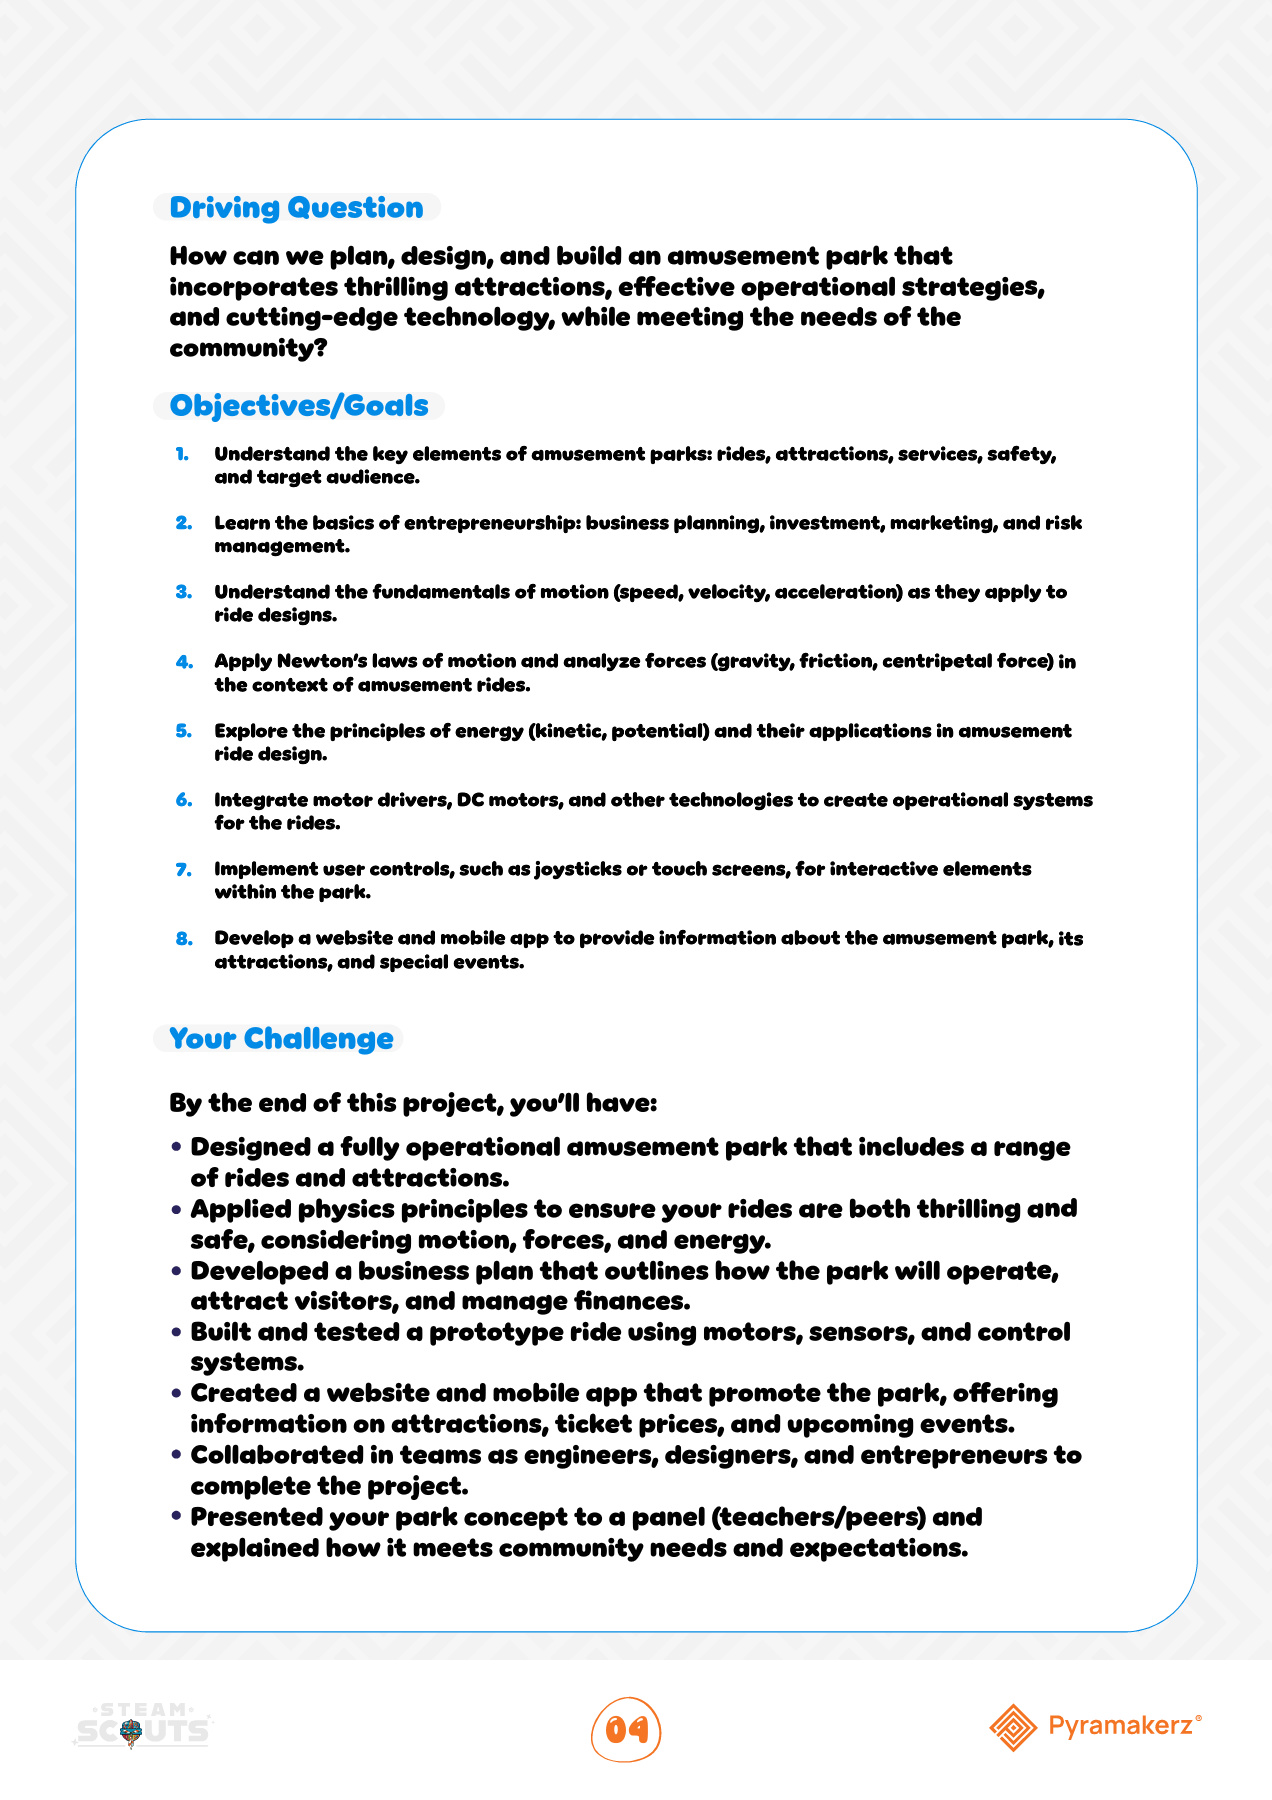 Driving Question
How can we plan, design, and build an amusement park that
incorporates thrilling attractions, effective operational strategies,
and cutting-edge technology, while meeting the needs of the
community?
Objectives/Goals
1. Understand the key elements of amusement parks: rides, attractions, services, safety,
and target audience.
2. Learn the basics of entrepreneurship: business planning, investment, marketing, and risk
management.
3. Understand the fundamentals of motion (speed, velocity, acceleration) as they apply to
ride designs.
4. Apply Newton's laws of motion and analyze forces (gravity, friction, centripetal force) in
the context of amusement rides.
5. Explore the principles of energy (kinetic, potential) and their applications in amusement
ride design.
6. Integrate motor drivers, DC motors, and other technologies to create operational systems
for the rides.
7. Implement user controls, such as joysticks or touch screens, for interactive elements
within the park.
8. Develop a website and mobile app to provide information about the amusement park, its
attractions, and special events.
Your Challenge
By the end of this project, you'll have:
• Designed a fully operational amusement park that includes a range
of rides and attractions.
• Applied physics principles to ensure your rides are both thrilling and
safe, considering motion, forces, and energy.
• Developed a business plan that outlines how the park will operate,
attract visitors, and manage finances.
• Built and tested a prototype ride using motors, sensors, and control
systems.
• Created a website and mobile app that promote the park, offering
information on attractions, ticket prices, and upcoming events.
• Collaborated in teams as engineers, designers, and entrepreneurs to
complete the project.
• Presented your park concept to a panel (teachers/peers) and
explained how it meets community needs and expectations.
STEAM
SCOUTS
04
Pyramakerz®